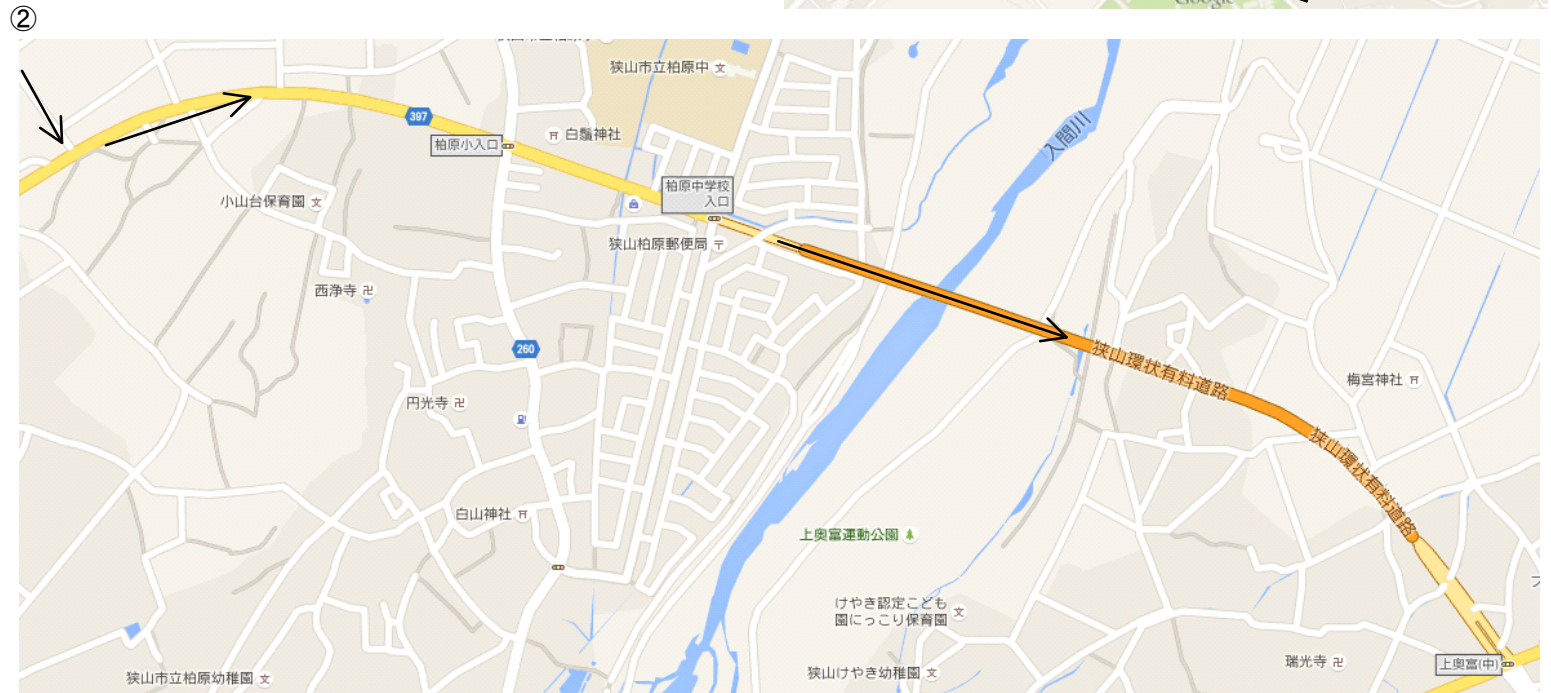 ②
Google
狭山市立柏原中
入間川
397
柏原小入口
白鬚神社
柏原中学校
入口
小山台保育園
狭山柏原郵便局
西浄寺
260
狭山環状有料道路
梅宮神社
円光寺
狭山環状有料道路
白山神社
上奥富運動公園
けやき認定こども
園にっこり保育園
狭山市立柏原幼稚園
狭山けやき幼稚園
瑞光寺
上奥富(中)